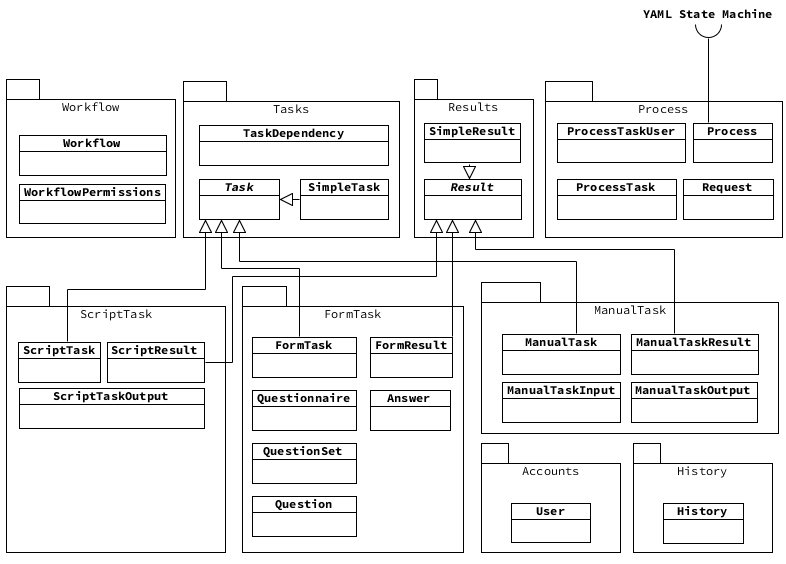 YAML State Machine
Workflow
Workflow
WorkflowPermissions
Tasks
TaskDependency
Task
SimpleTask
Results
SimpleResult
Result
Process
ProcessTaskUser
Process
ProcessTask
Request
ScriptTask
ScriptTask
ScriptResult
ScriptTaskOutput
FormTask
FormTask
FormResult
Questionnaire
Answer
QuestionSet
Question
ManualTask
ManualTask
ManualTaskResult
ManualTaskInput
ManualTaskOutput
Accounts
User
History
History